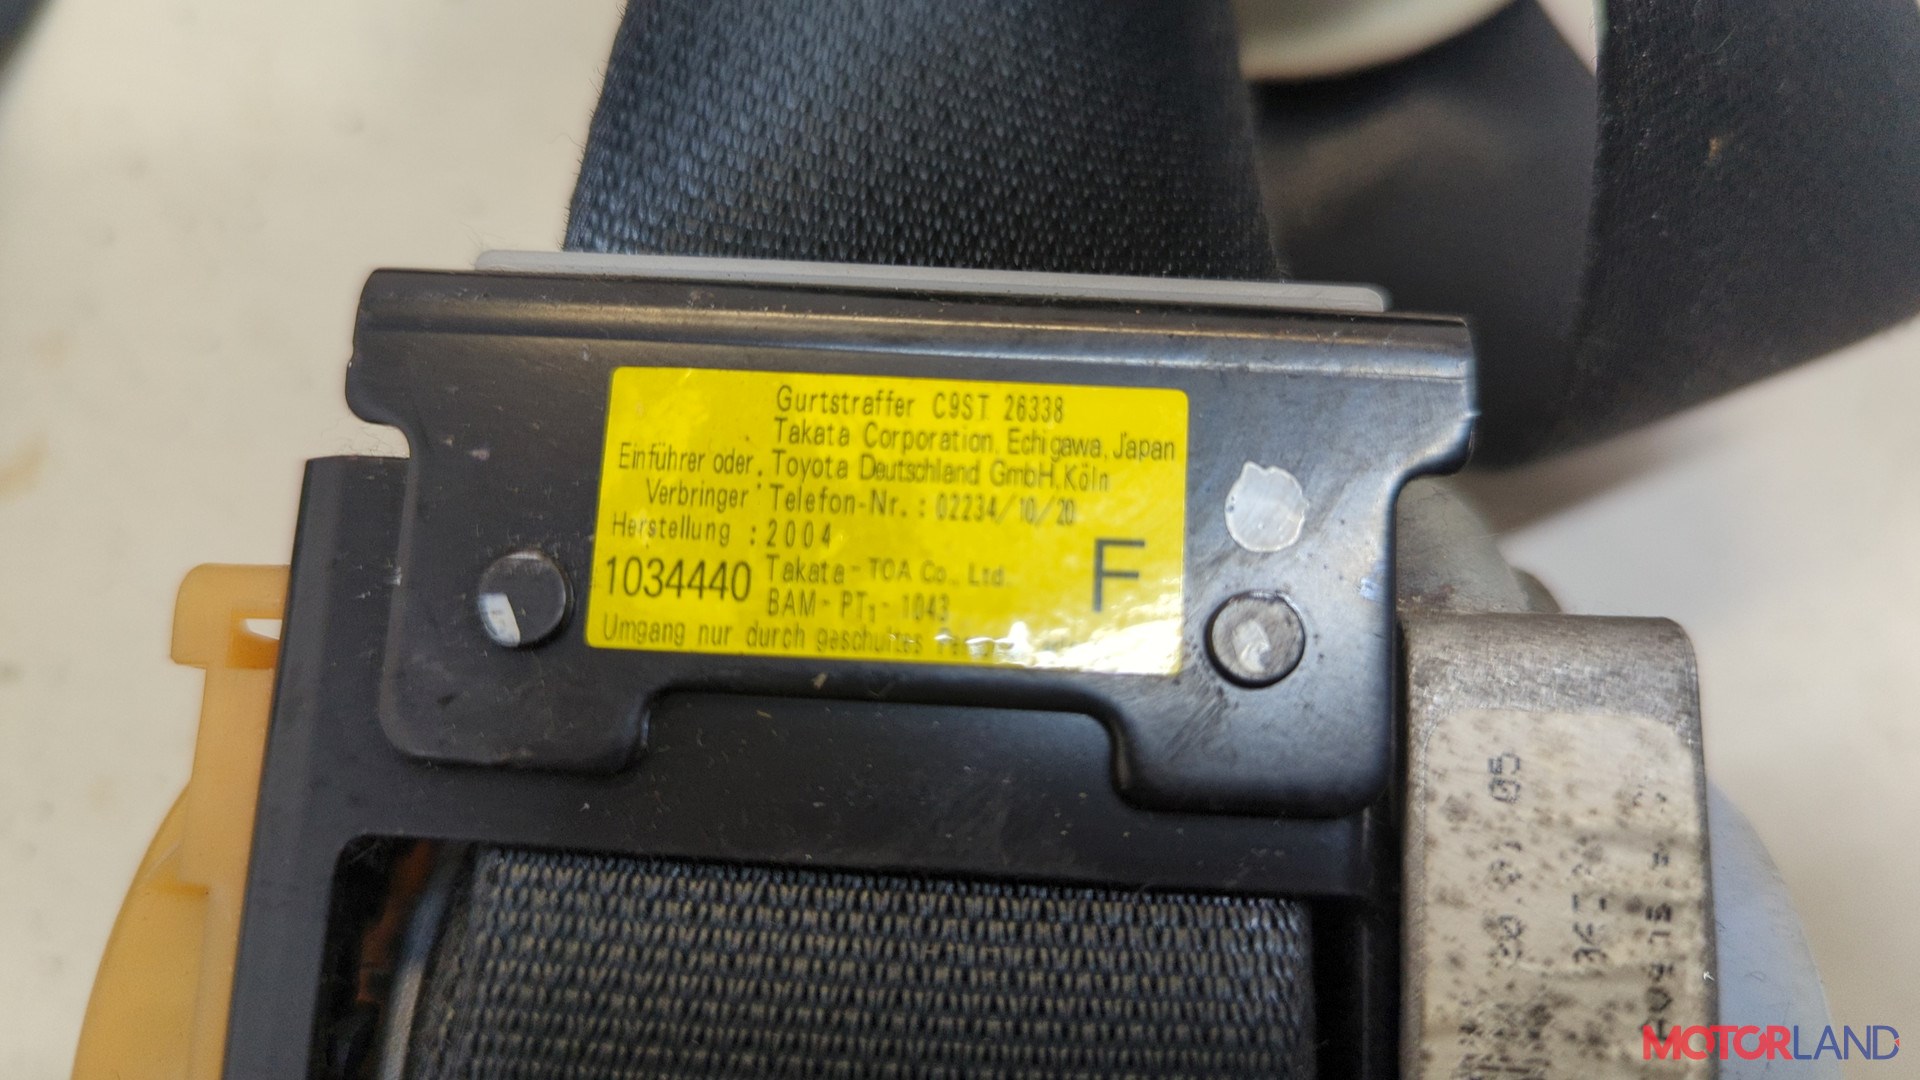 Gurtstraffer C9ST 26338
Takata Corporation, Echigawa, Japan
Einführer oder Verbringer : Toyota Deutschland GmbH, Köln
Telefon-Nr. : 02234/10/20
Herstellung : 2004
1034440 Takata-TOA Co., Ltd.
BAM-PT₁-1043
F
Umgang nur durch geschultes
MOTORLAND